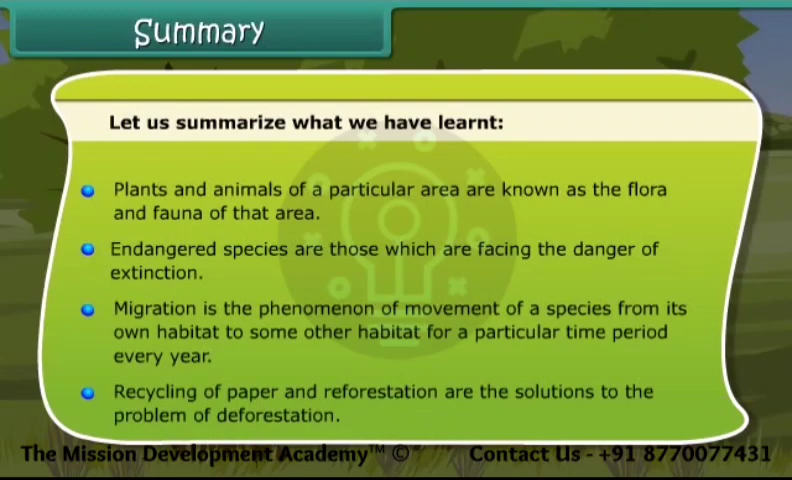 Summary
Let us summarize what we have learnt:
Plants and animals of a particular area are known as the flora
and fauna of that area.
Endangered species are those which are facing the danger of
extinction.
Migration is the phenomenon of movement of a species from its
own habitat to some other habitat for a particular time period
every year.
Recycling of paper and reforestation are the solutions to the
problem of deforestation.
The Mission Development Academy™ © Contact Us - +91 8770077431